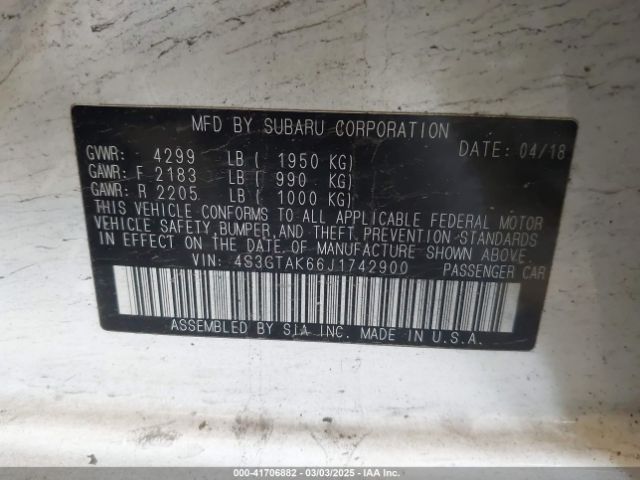 MFD BY SUBARU CORPORATION DATE: 04/18
GVWR: 4299 LB ( 1950 KG)
GAWR: F 2183 LB ( 990 KG)
GAWR: R 2205 LB ( 1000 KG)
THIS VEHICLE CONFORMS TO ALL APPLICABLE FEDERAL MOTOR
VEHICLE SAFETY, BUMPER, AND THEFT PREVENTION STANDARDS
IN EFFECT ON THE DATE OF MANUFACTURE SHOWN ABOVE.
VIN: 4S3GTAK66J1742900 PASSENGER CAR
ASSEMBLED BY SIA INC. MADE IN U.S.A.
000-41706882 — 03/03/2025 — IAA Inc.